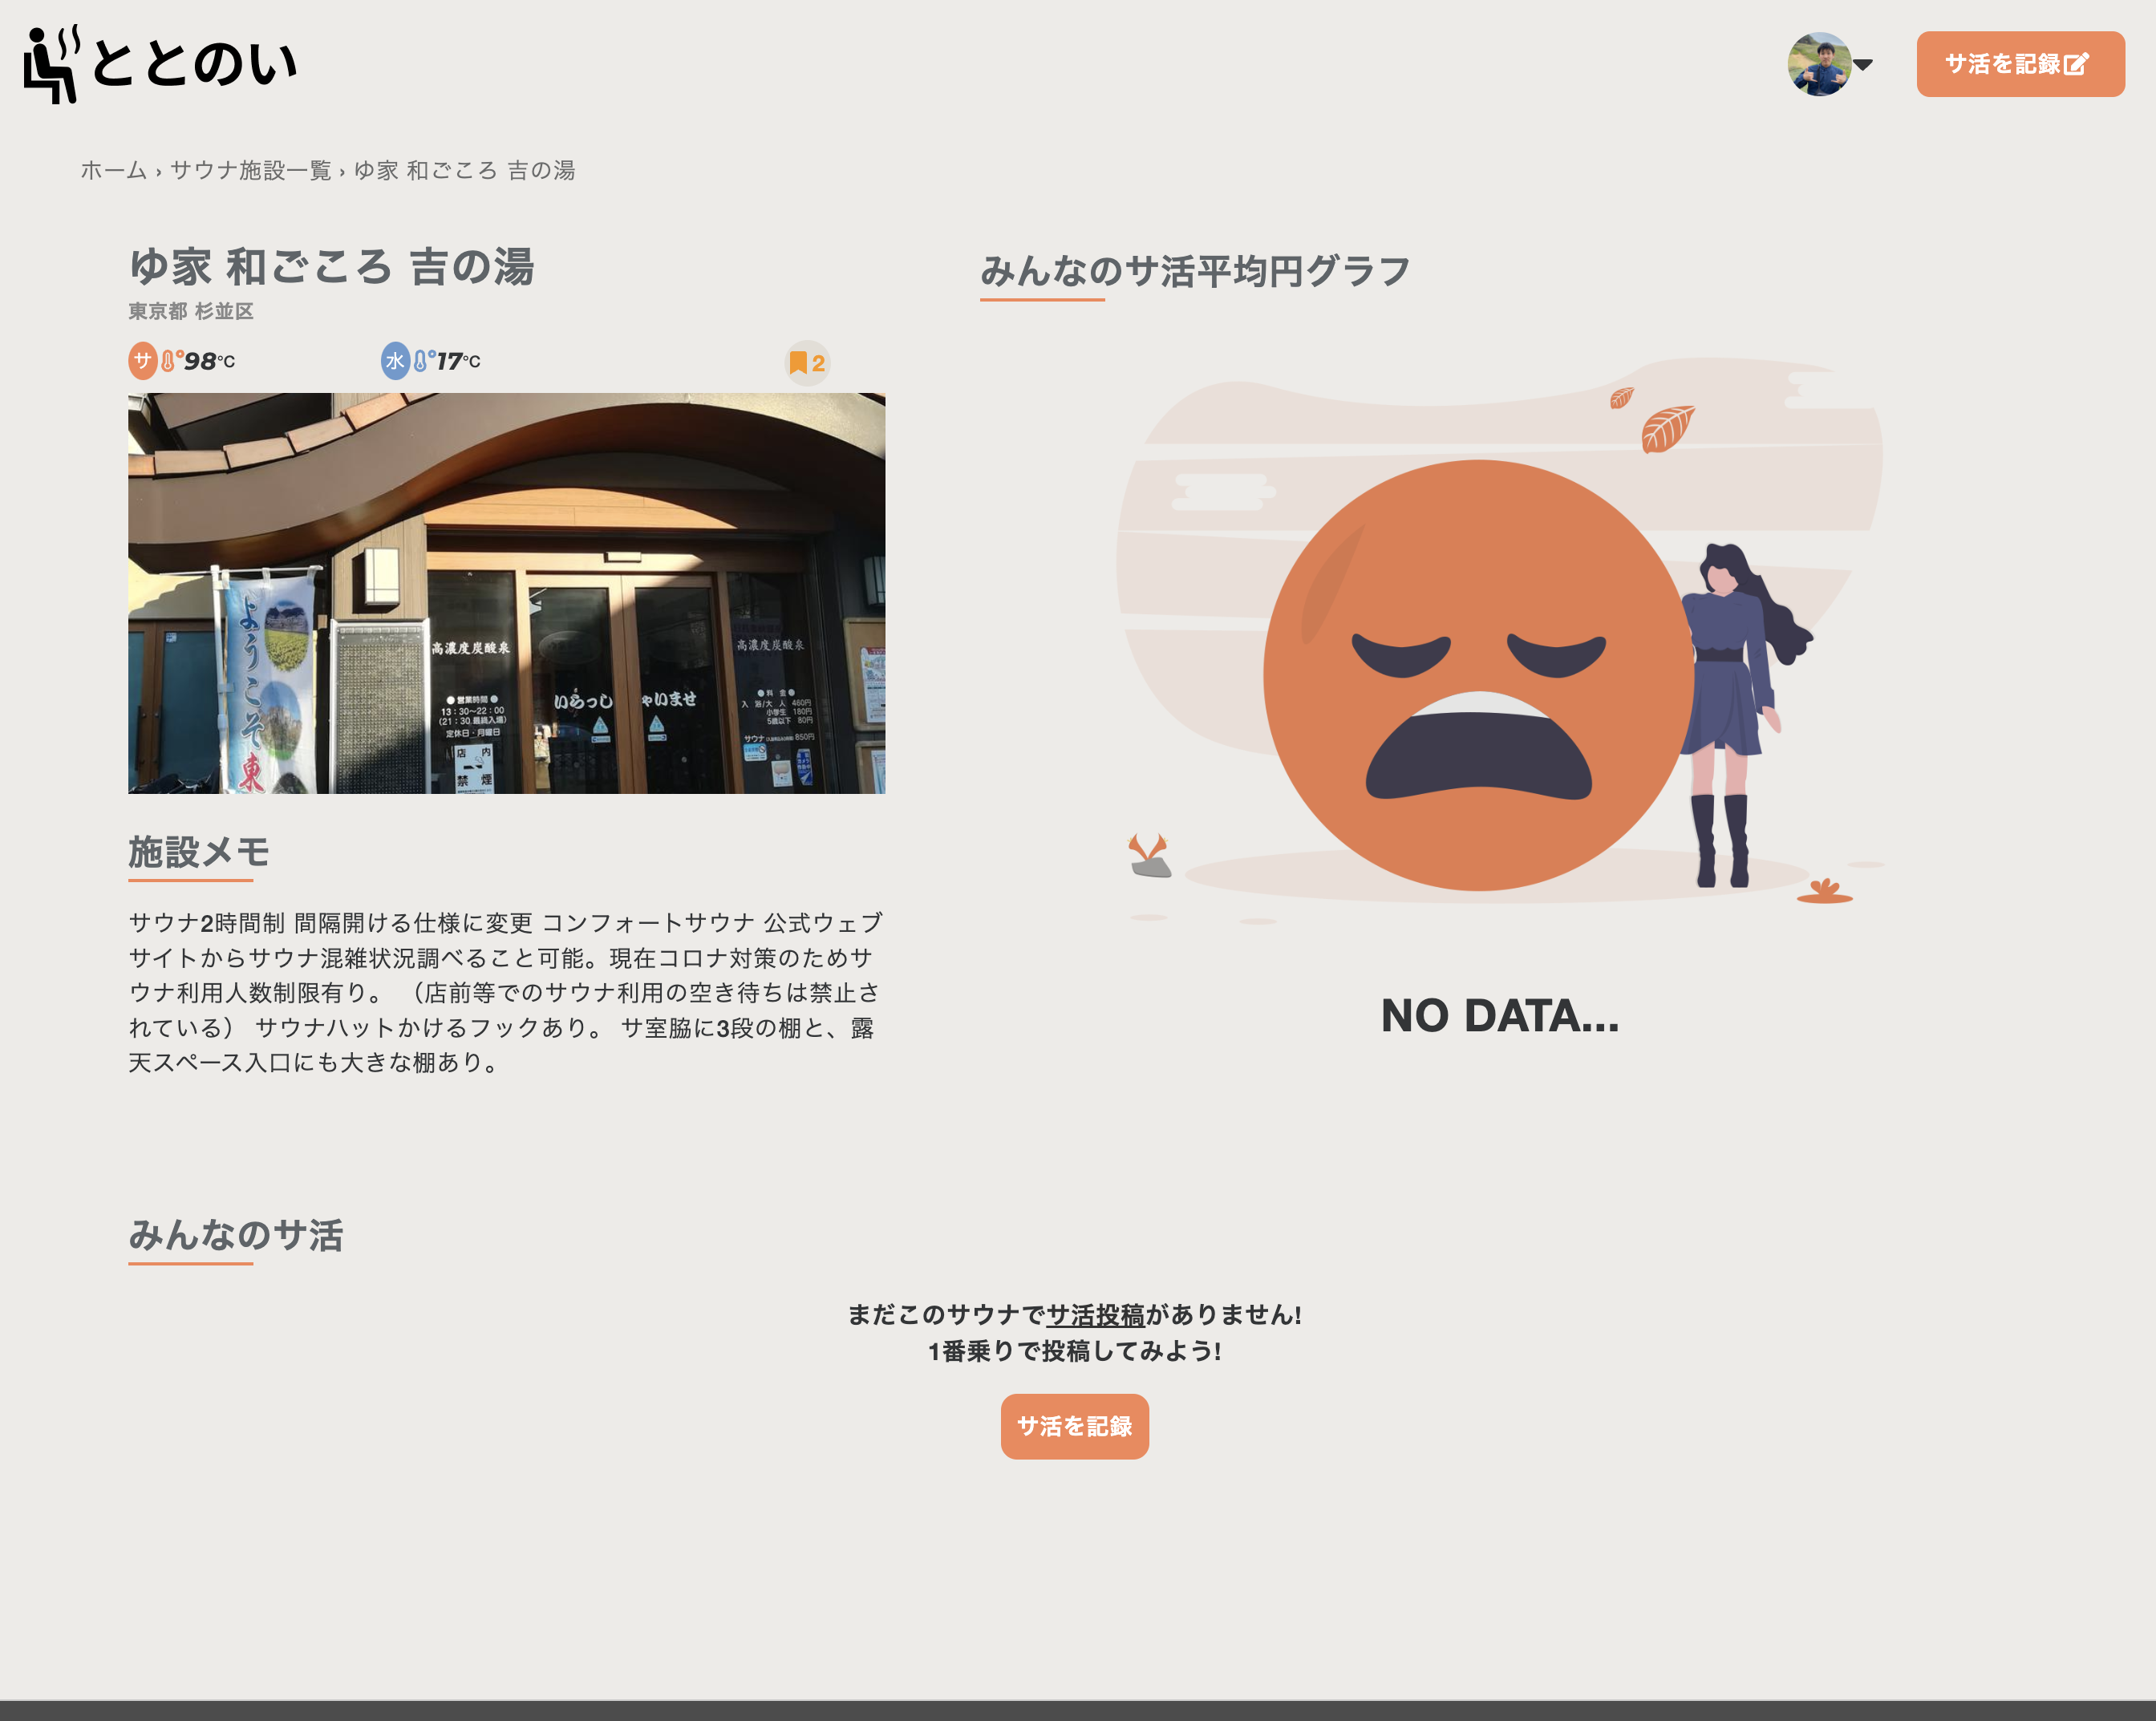 ととのい
サ活を記録
ホーム › サウナ施設一覧 › ゆ家 和ごころ 吉の湯
ゆ家 和ごころ 吉の湯
東京都 杉並区
サ 98℃ 水 17℃ 2
ようこそ東
高濃度炭酸泉
●営業時間●
13：30〜22：00
（21：30 最終入場）
定休日・月曜日
店内
禁煙
いらっしゃいませ
高濃度炭酸泉
●料 金●
入 浴/大 人 460円
小学生 180円
5歳以下 80円
サウナ 850円
施設メモ
サウナ2時間制 間隔開ける仕様に変更 コンフォートサウナ 公式ウェブ
サイトからサウナ混雑状況調べること可能。現在コロナ対策のためサ
ウナ利用人数制限有り。 （店前等でのサウナ利用の空き待ちは禁止さ
れている） サウナハットかけるフックあり。 サ室脇に3段の棚と、露
天スペース入口にも大きな棚あり。
みんなのサ活平均円グラフ
NO DATA...
みんなのサ活
まだこのサウナでサ活投稿がありません!
1番乗りで投稿してみよう!
サ活を記録